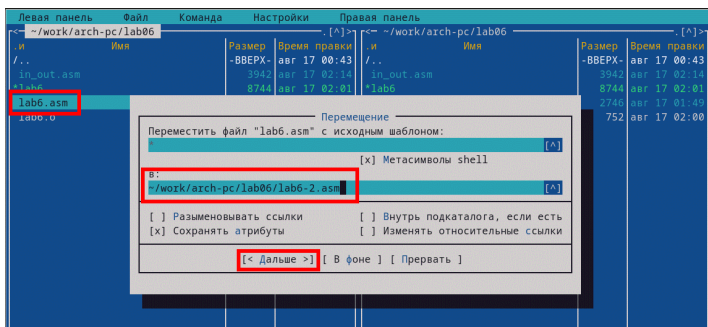 Левая панель Файл Команда Настройки Правая панель
<─ ~/work/arch-pc/lab06 ─.[^]>
<─ ~/work/arch-pc/lab06 ─.[^]>
.и Имя Размер Время правки .и Имя Размер Время правки
/.. -ВВЕРХ- авг 17 00:43 /.. -ВВЕРХ- авг 17 00:43
in_out.asm 3942 авг 17 02:14 in_out.asm 3942 авг 17 02:14
*lab6 8744 авг 17 02:01 *lab6 8744 авг 17 02:01
lab6.asm 2746 авг 17 01:49
lab6.o 752 авг 17 02:00
Перемещение
Переместить файл "lab6.asm" с исходным шаблоном:
* [^]
[x] Метасимволы shell
в:
~/work/arch-pc/lab06/lab6-2.asm [^]
[ ] Разыменовывать ссылки [ ] Внутрь подкаталога, если есть
[x] Сохранять атрибуты [ ] Изменять относительные ссылки
[< Дальше >] [ В фоне ] [ Прервать ]